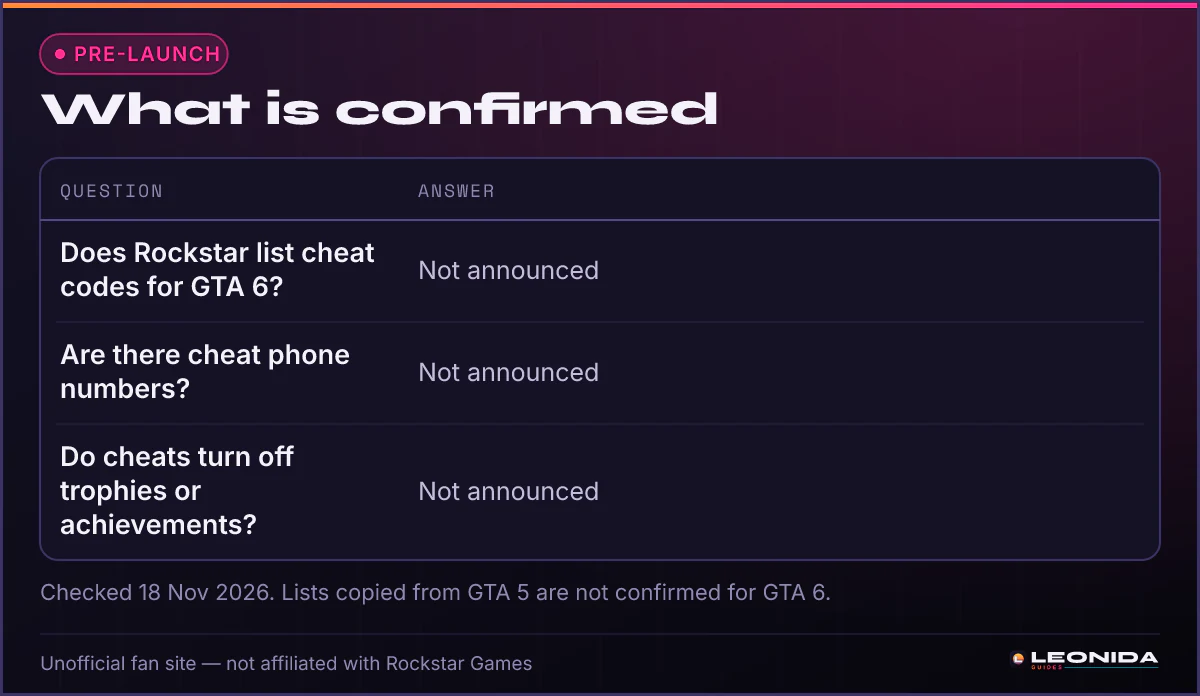 PRE-LAUNCH
What is confirmed
QUESTION
ANSWER
Does Rockstar list cheat
codes for GTA 6?
Not announced
Are there cheat phone
numbers?
Not announced
Do cheats turn off
trophies or
achievements?
Not announced
Checked 18 Nov 2026. Lists copied from GTA 5 are not confirmed for GTA 6.
Unofficial fan site — not affiliated with Rockstar Games
LEONIDA
GUIDES